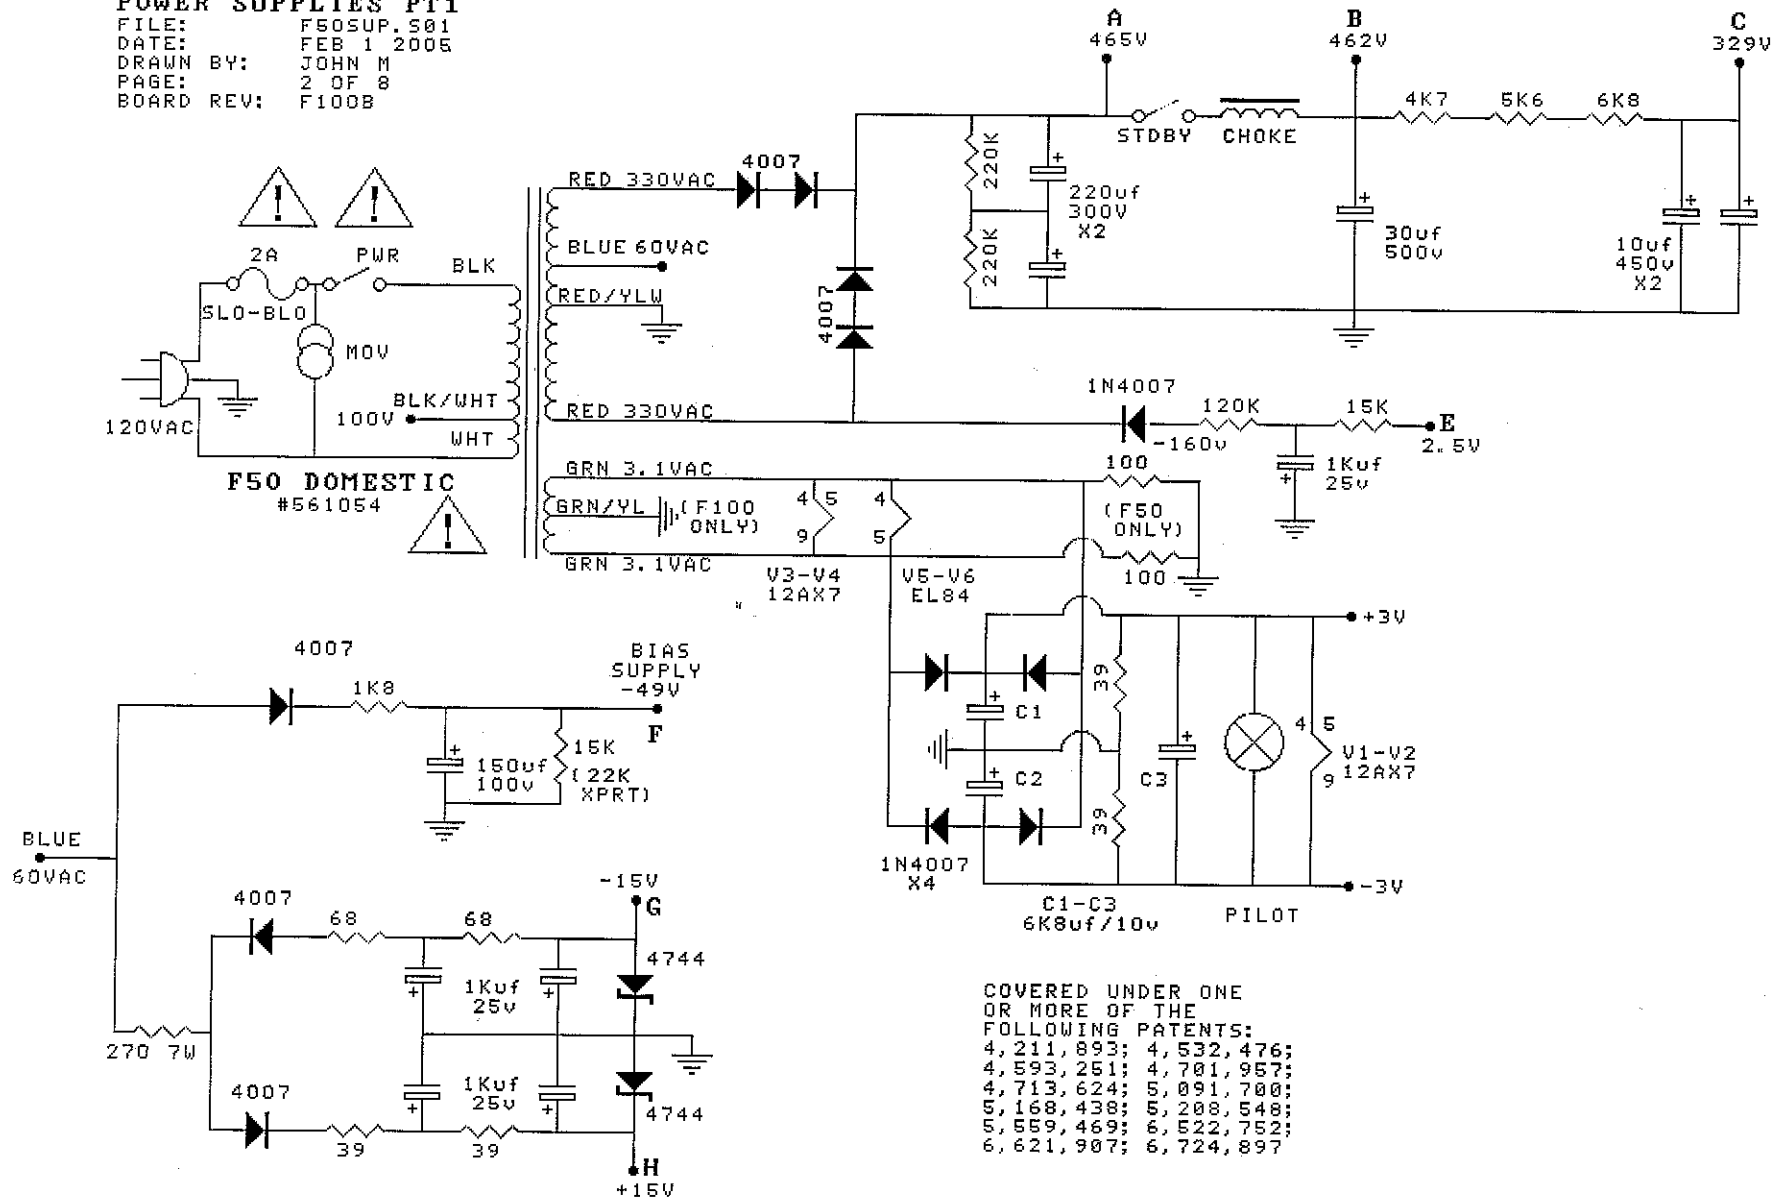 POWER SUPPLIES PT1
FILE: F50SUP.S01
DATE: FEB 1 2005
DRAWN BY: JOHN M
PAGE: 2 OF 8
BOARD REV: F100B
A
465V
B
462V
C
329V
STDBY
CHOKE
4K7
5K6
6K8
4007
RED 330VAC
220K
220K
220uf
300V
X2
30uf
500v
10uf
450v
X2
BLUE 60VAC
RED/YLW
4007
2A
PWR
BLK
SLO-BLO
MOV
BLK/WHT
100V
WHT
120VAC
F50 DOMESTIC
#561054
RED 330VAC
1N4007
-160v
120K
15K
E
2.5V
1Kuf
25v
GRN 3.1VAC
GRN/YL
(F100
ONLY)
GRN 3.1VAC
4 5
9
4
5
V3-V4
12AX7
V5-V6
EL84
100
(F50
ONLY)
100
+3V
4007
1K8
BIAS
SUPPLY
-49V
F
150uf
100v
15K
(22K
XPRT)
C1
C2
39
39
C3
4 5
9
V1-V2
12AX7
1N4007
X4
C1-C3
6K8uf/10v
PILOT
-3V
BLUE
60VAC
4007
68
68
-15V
G
4744
1Kuf
25v
270 7W
4007
1Kuf
25v
4744
39
39
H
+15V
COVERED UNDER ONE
OR MORE OF THE
FOLLOWING PATENTS:
4,211,893; 4,532,476;
4,593,251; 4,701,957;
4,713,624; 5,091,700;
5,168,438; 5,208,548;
5,559,469; 6,522,752;
6,621,907; 6,724,897